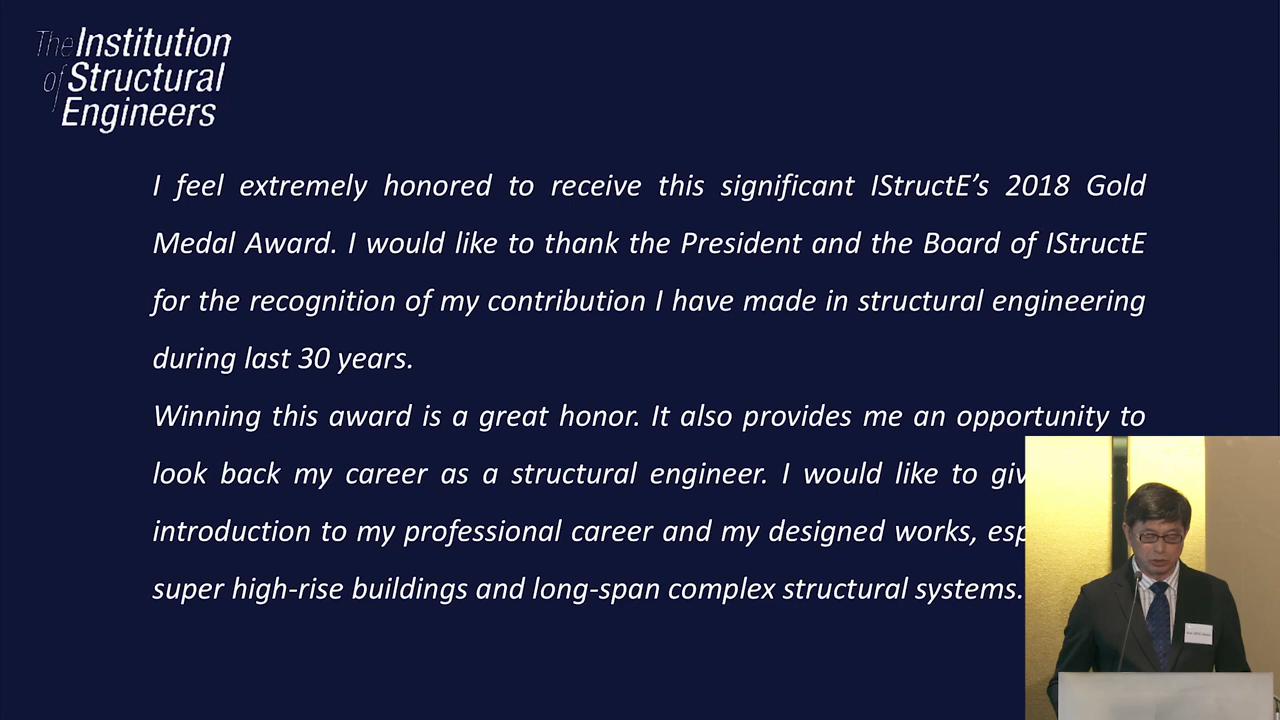 The Institution
of Structural
Engineers
I feel extremely honored to receive this significant IStructE’s 2018 Gold
Medal Award. I would like to thank the President and the Board of IStructE
for the recognition of my contribution I have made in structural engineering
during last 30 years.
Winning this award is a great honor. It also provides me an opportunity to
look back my career as a structural engineer. I would like to
introduction to my professional career and my designed works,
super high-rise buildings and long-span complex structural systems.